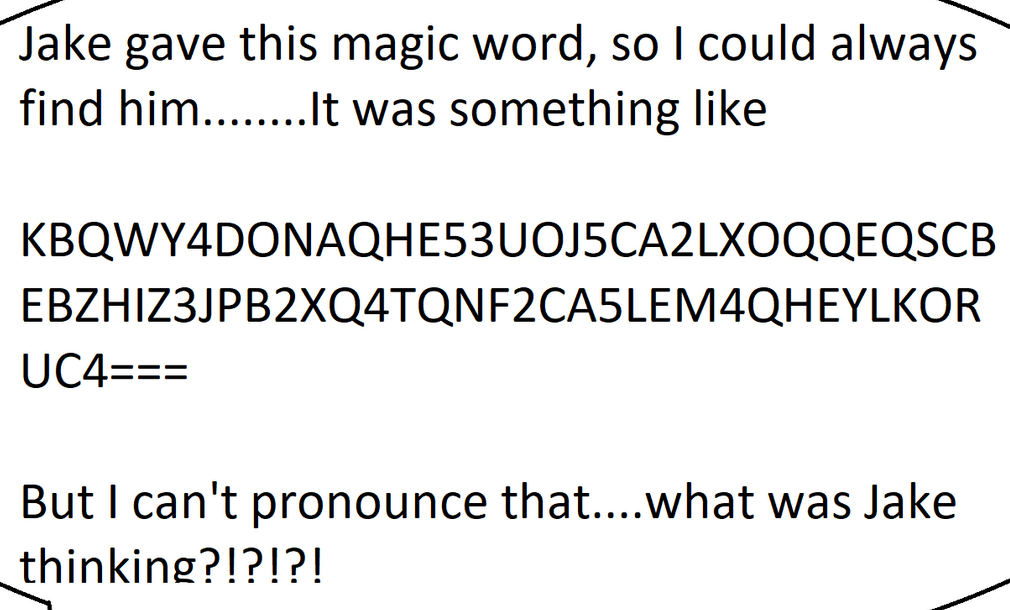 Jake gave this magic word, so I could always
find him........It was something like
KBQWY4DONAQHE53UOJ5CA2LXOQQEQSCB
EBZHIZ3JPB2XQ4TQNF2CA5LEM4QHEYLKOR
UC4===
But I can't pronounce that....what was Jake
thinking?!?!?!